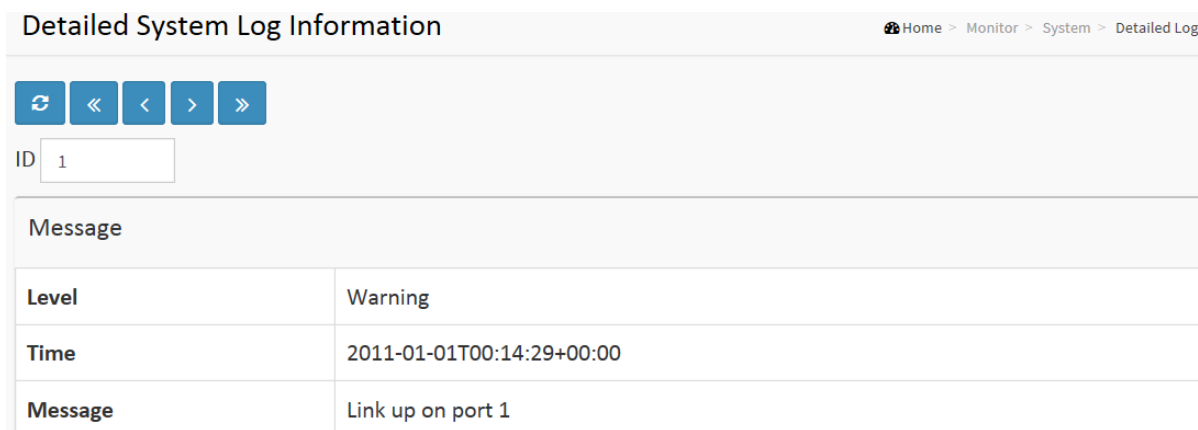 Detailed System Log Information
Home > Monitor > System > Detailed Log
ID 1
Message
Level Warning
Time 2011-01-01T00:14:29+00:00
Message Link up on port 1